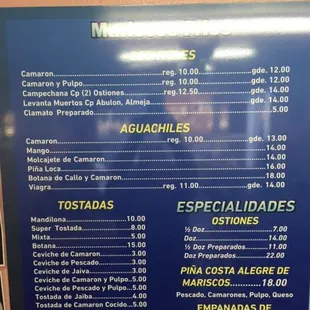 Camaron reg. 10.00 gde. 12.00
Camaron y Pulpo reg. 10.00 gde. 12.00
Campechana Cp (2) Ostiones reg.12.50 gde. 14.00
Levanta Muertos Cp Abulon, Almeja gde. 14.00
Clamato Preparado 5.00
AGUACHILES
Camaron reg. 10.00 gde. 13.00
Mango 14.00
Molcajete de Camaron 14.00
Piña Loca 16.00
Botana de Callo y Camaron 18.00
Viagra reg. 11.00 gde. 14.00
TOSTADAS
Mandilona 10.00
Super Tostada 8.00
Mixta 5.00
Botana 15.00
Ceviche de Camaron 3.00
Ceviche de Pescado 3.00
Ceviche de Jaiva 3.00
Ceviche de Camaron y Pulpo 5.00
Ceviche de Pescado y Pulpo 5.00
Tostada de Jaiba 4.00
Tostada de Camaron Cocido 5.00
ESPECIALIDADES
OSTIONES
½ Doz 7.00
Doz 14.00
½ Doz Preparados 11.00
Doz Preparados 22.00
PIÑA COSTA ALEGRE DE
MARISCOS 18.00
Pescado, Camarones, Pulpo, Queso
EMPANADAS DE